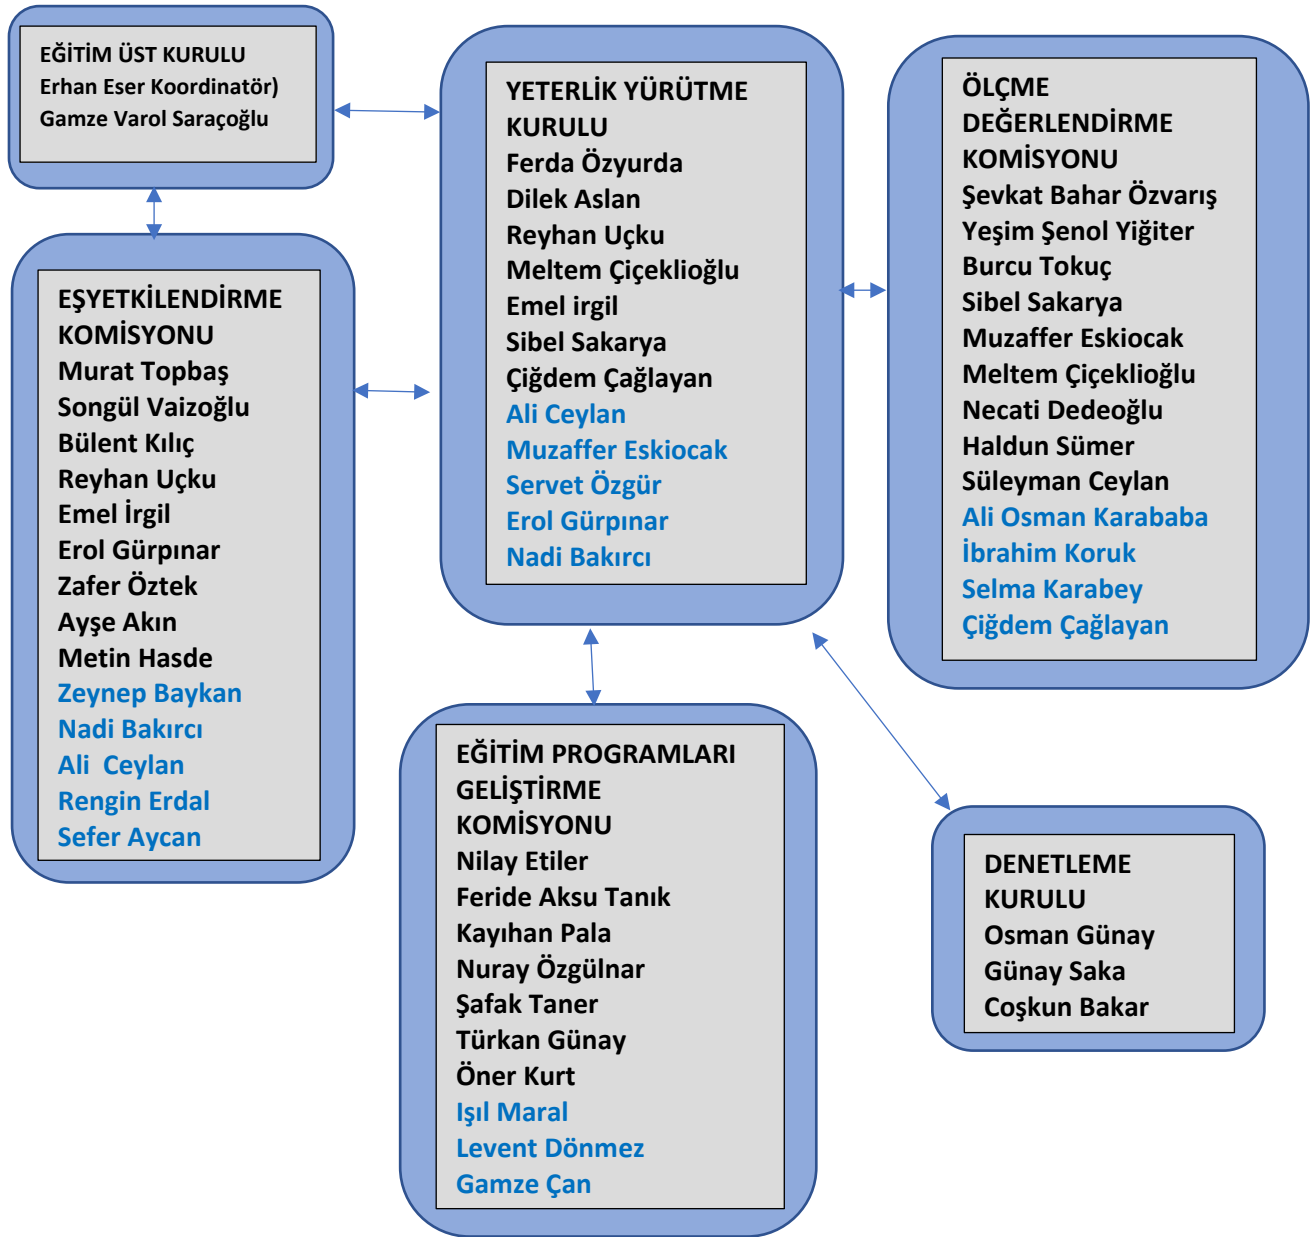 EĞİTİM ÜST KURULU
Erhan Eser Koordinatör)
Gamze Varol Saraçoğlu
YETERLİK YÜRÜTME
KURULU
Ferda Özyurda
Dilek Aslan
Reyhan Uçku
Meltem Çiçeklioğlu
Emel irgil
Sibel Sakarya
Çiğdem Çağlayan
Ali Ceylan
Muzaffer Eskiocak
Servet Özgür
Erol Gürpınar
Nadi Bakırcı
ÖLÇME
DEĞERLENDİRME
KOMİSYONU
Şevkat Bahar Özvarış
Yeşim Şenol Yiğiter
Burcu Tokuç
Sibel Sakarya
Muzaffer Eskiocak
Meltem Çiçeklioğlu
Necati Dedeoğlu
Haldun Sümer
Süleyman Ceylan
Ali Osman Karababa
İbrahim Koruk
Selma Karabey
Çiğdem Çağlayan
EŞYETKİLENDİRME
KOMİSYONU
Murat Topbaş
Songül Vaizoğlu
Bülent Kılıç
Reyhan Uçku
Emel İrgil
Erol Gürpınar
Zafer Öztek
Ayşe Akın
Metin Hasde
Zeynep Baykan
Nadi Bakırcı
Ali  Ceylan
Rengin Erdal
Sefer Aycan
EĞİTİM PROGRAMLARI
GELİŞTİRME
KOMİSYONU
Nilay Etiler
Feride Aksu Tanık
Kayıhan Pala
Nuray Özgülnar
Şafak Taner
Türkan Günay
Öner Kurt
Işıl Maral
Levent Dönmez
Gamze Çan
DENETLEME
KURULU
Osman Günay
Günay Saka
Coşkun Bakar